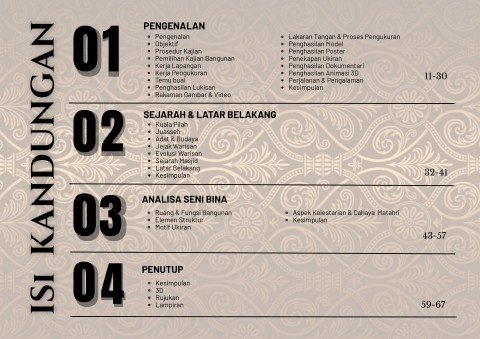 ISI KANDUNGAN
01
PENGENALAN
Pengenalan
Objektif
Prosedur Kajian
Pemilihan Kajian Bangunan
Kerja Lapangan
Kerja Pengukuran
Temu bual
Penghasilan Lukisan
Rakaman Gambar & Video
Lakaran Tangan & Proses Pengukuran
Penghasilan Model
Penghasilan Poster
Penekapan Ukiran
Penghasilan Dokumentari
Penghasilan Animasi 3D
Perjalanan & Pengalaman
Kesimpulan
11-30
02
SEJARAH & LATAR BELAKANG
Kuala Pilah
Juasseh
Adat & Budaya
Jejak Warisan
Evolusi Warisan
Sejarah Masjid
Latar Belakang
Kesimpulan
32-41
03
ANALISA SENI BINA
Ruang & Fungsi Bangunan
Elemen Struktur
Motif Ukiran
Aspek Kelestarian & Cahaya Matahri
Kesimpulan
43-57
04
PENUTUP
Kesimpulan
3D
Rujukan
Lampiran
59-67